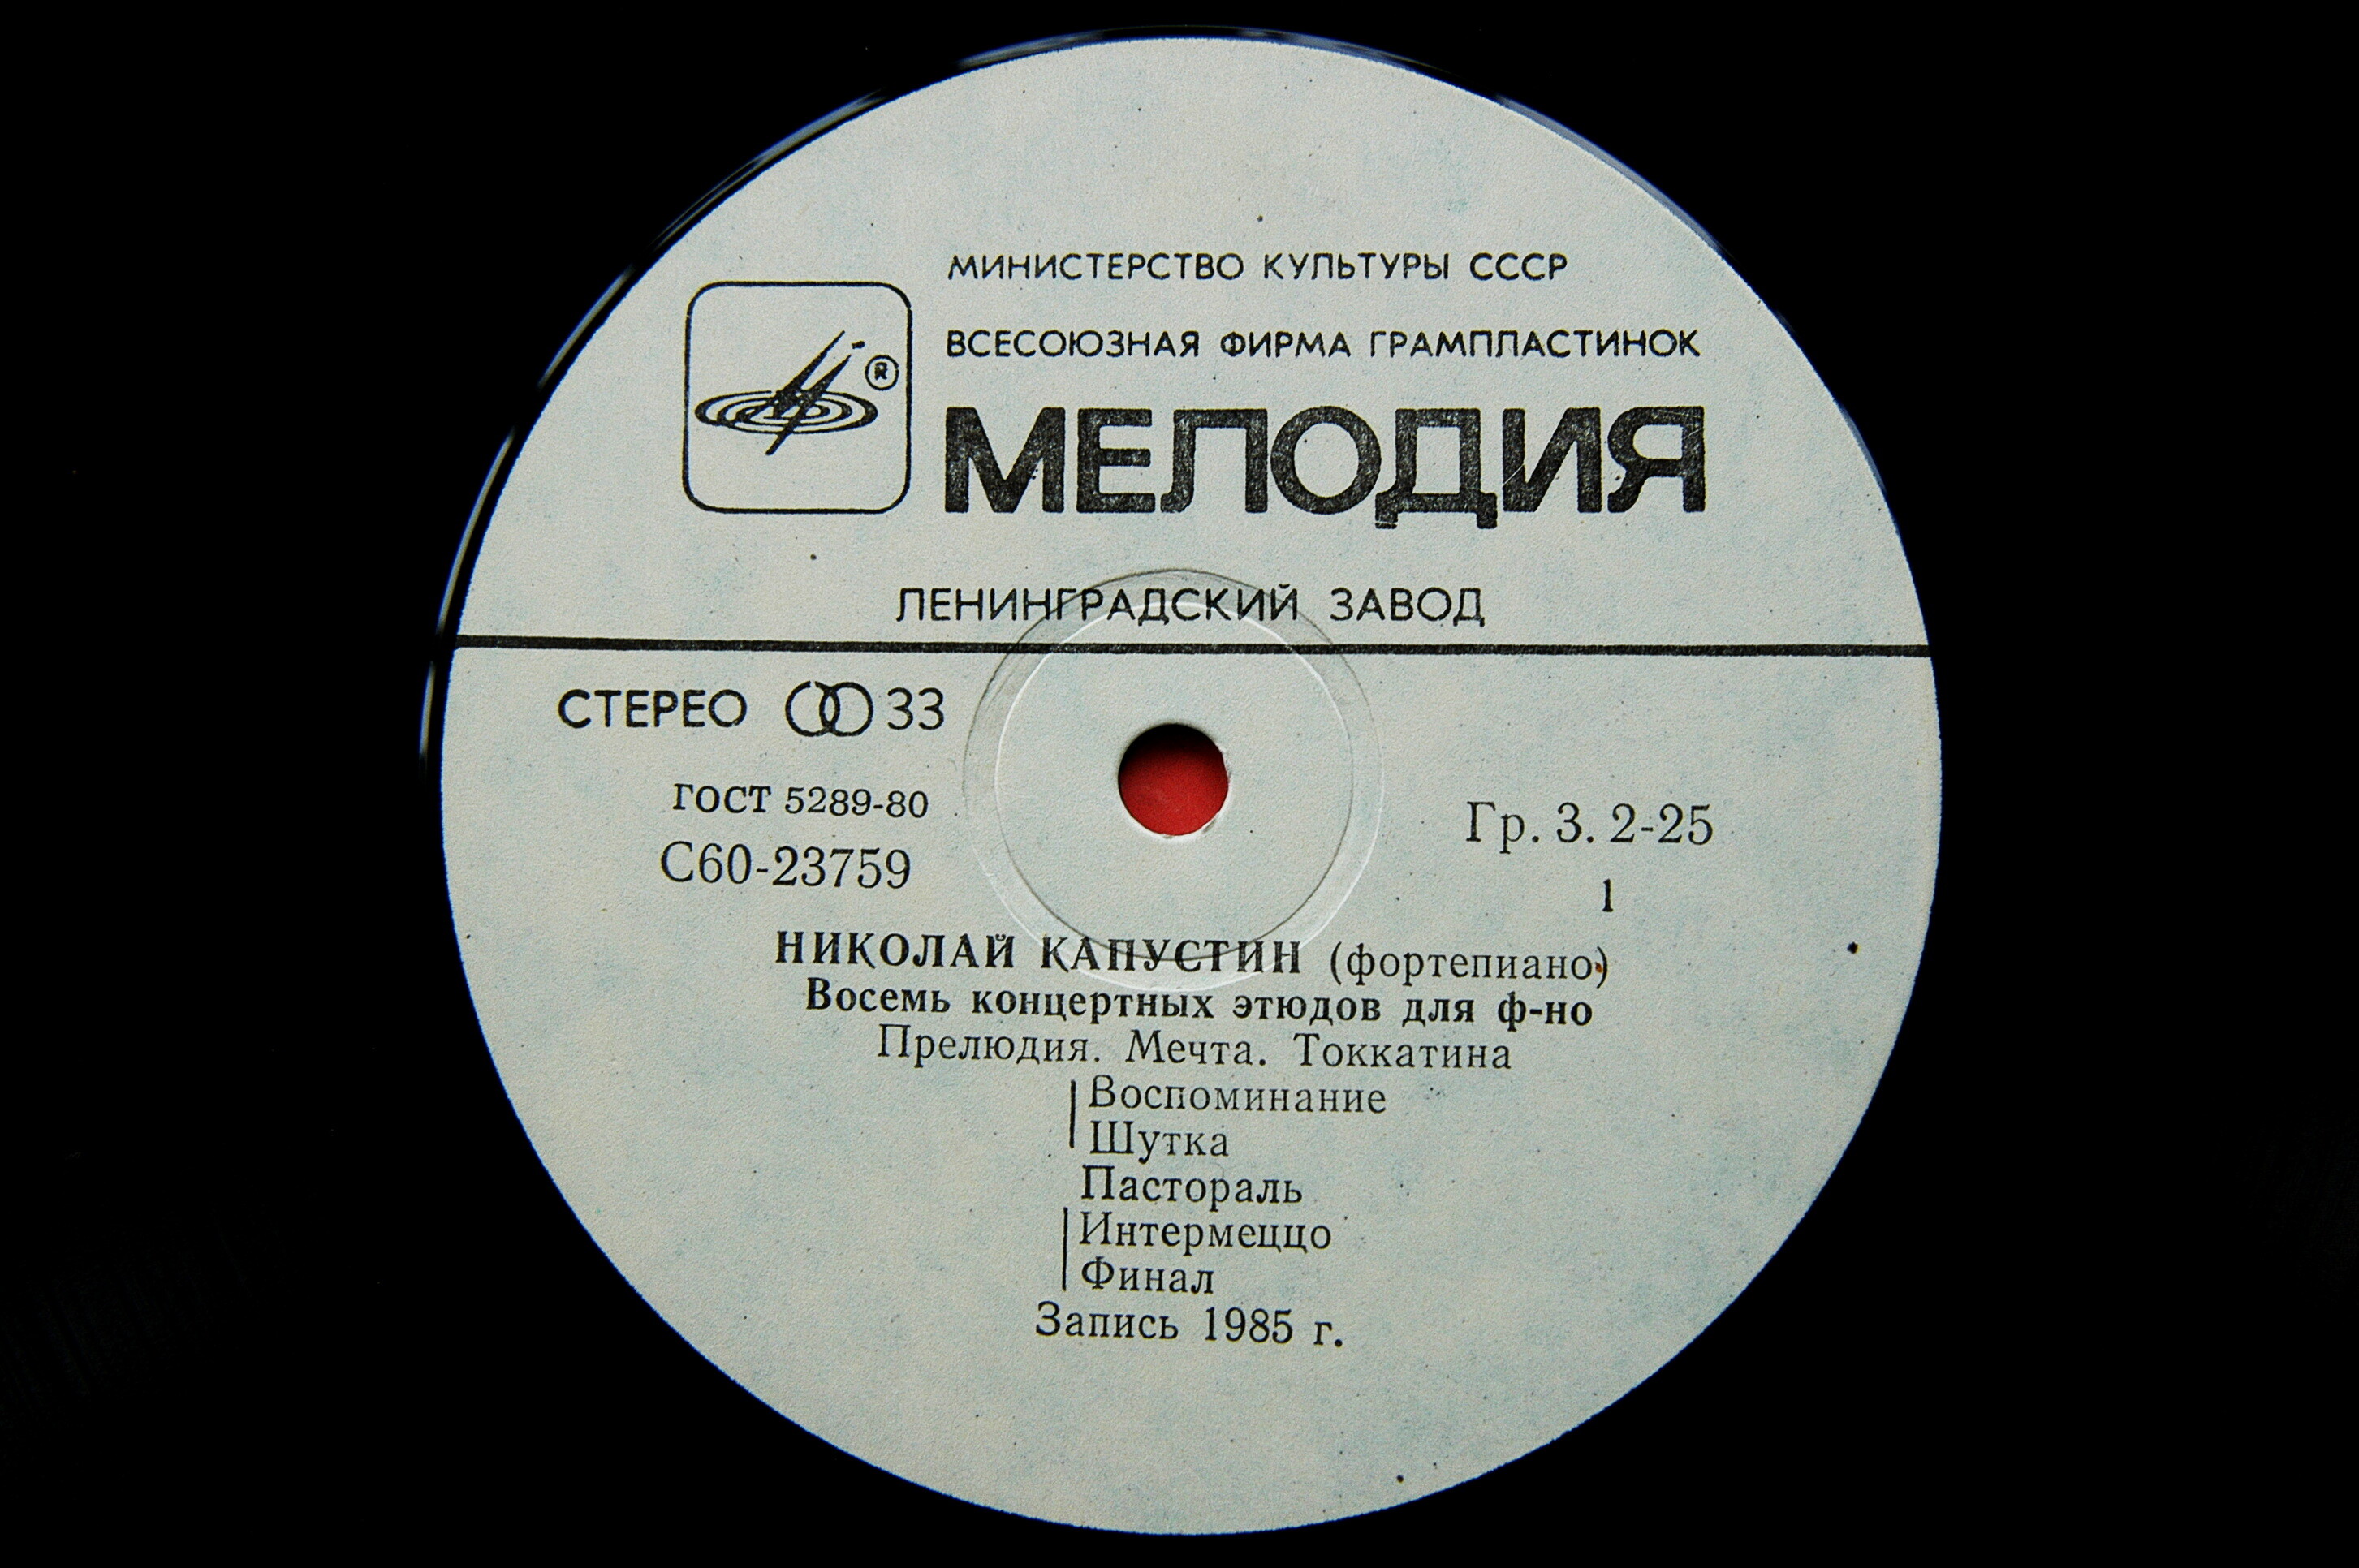 МИНИСТЕРСТВО КУЛЬТУРЫ СССР
ВСЕСОЮЗНАЯ ФИРМА ГРАМПЛАСТИНОК
®
МЕЛОДИЯ
ЛЕНИНГРАДСКИЙ ЗАВОД
СТЕРЕО 33
ГОСТ 5289-80
С60-23759
Гр. 3. 2-25
1
НИКОЛАЙ КАПУСТИН (фортепиано)
Восемь концертных этюдов для ф-но
Прелюдия. Мечта. Токкатина
Воспоминание
Шутка
Пастораль
Интермеццо
Финал
Запись 1985 г.